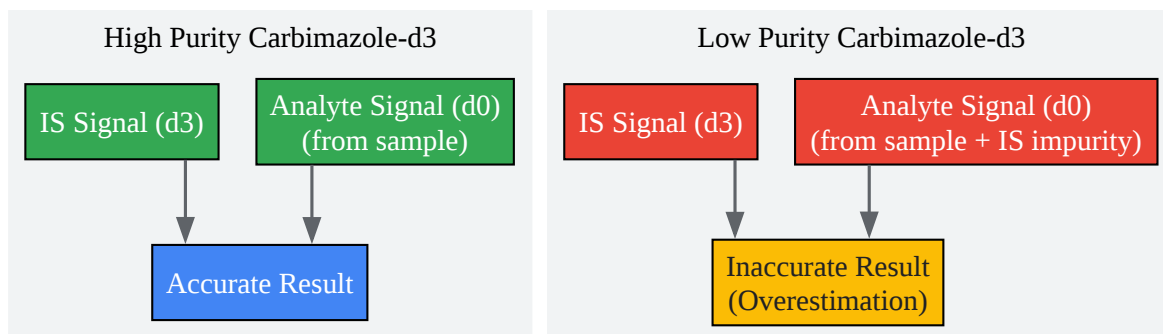 High Purity Carbimazole-d3
IS Signal (d3)
Analyte Signal (d0)
(from sample)
Accurate Result
Low Purity Carbimazole-d3
IS Signal (d3)
Analyte Signal (d0)
(from sample + IS impurity)
Inaccurate Result
(Overestimation)